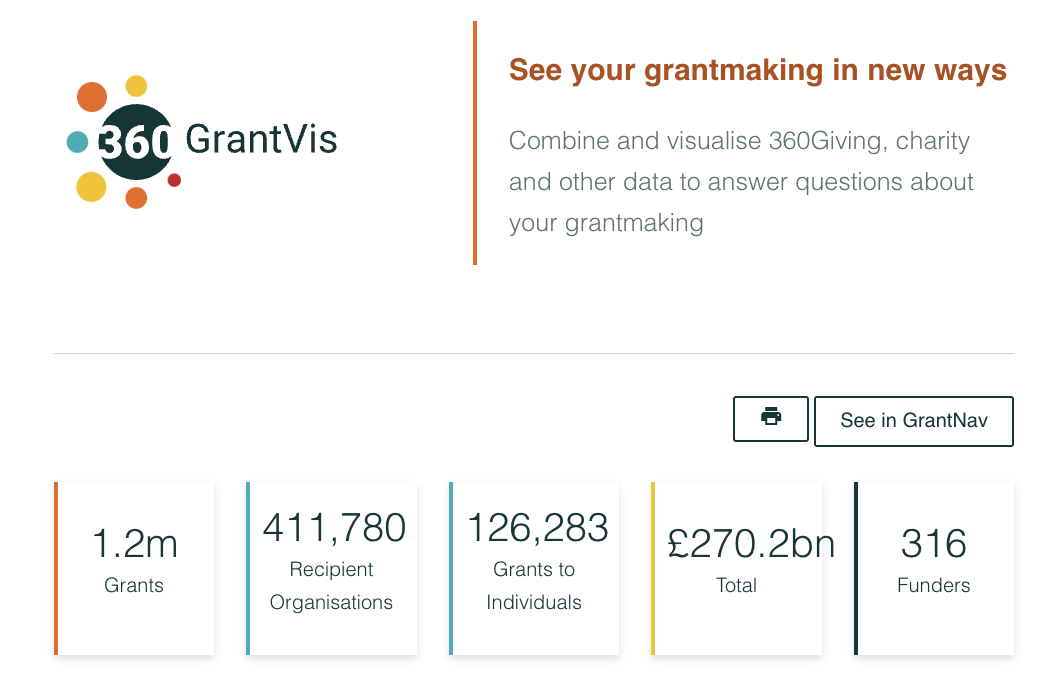 360 GrantVis
See your grantmaking in new ways
Combine and visualise 360Giving, charity
and other data to answer questions about
your grantmaking
See in GrantNav
1.2m
Grants
411,780
Recipient
Organisations
126,283
Grants to
Individuals
£270.2bn
Total
316
Funders